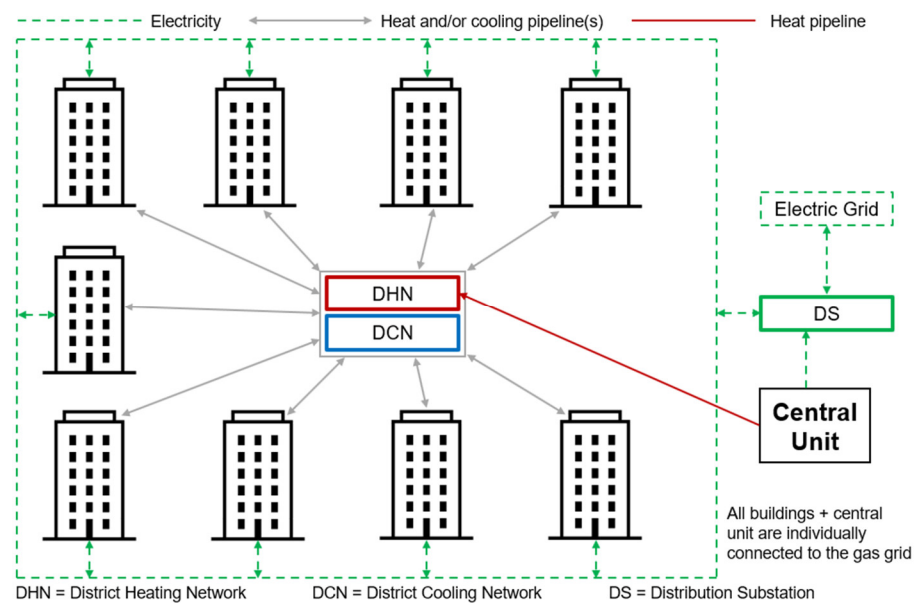 Electricity
Heat and/or cooling pipeline(s)
Heat pipeline
Electric Grid
DHN
DS
DCN
Central
Unit
All buildings + central
unit are individually
connected to the gas grid
DHN = District Heating Network
DCN = District Cooling Network
DS = Distribution Substation